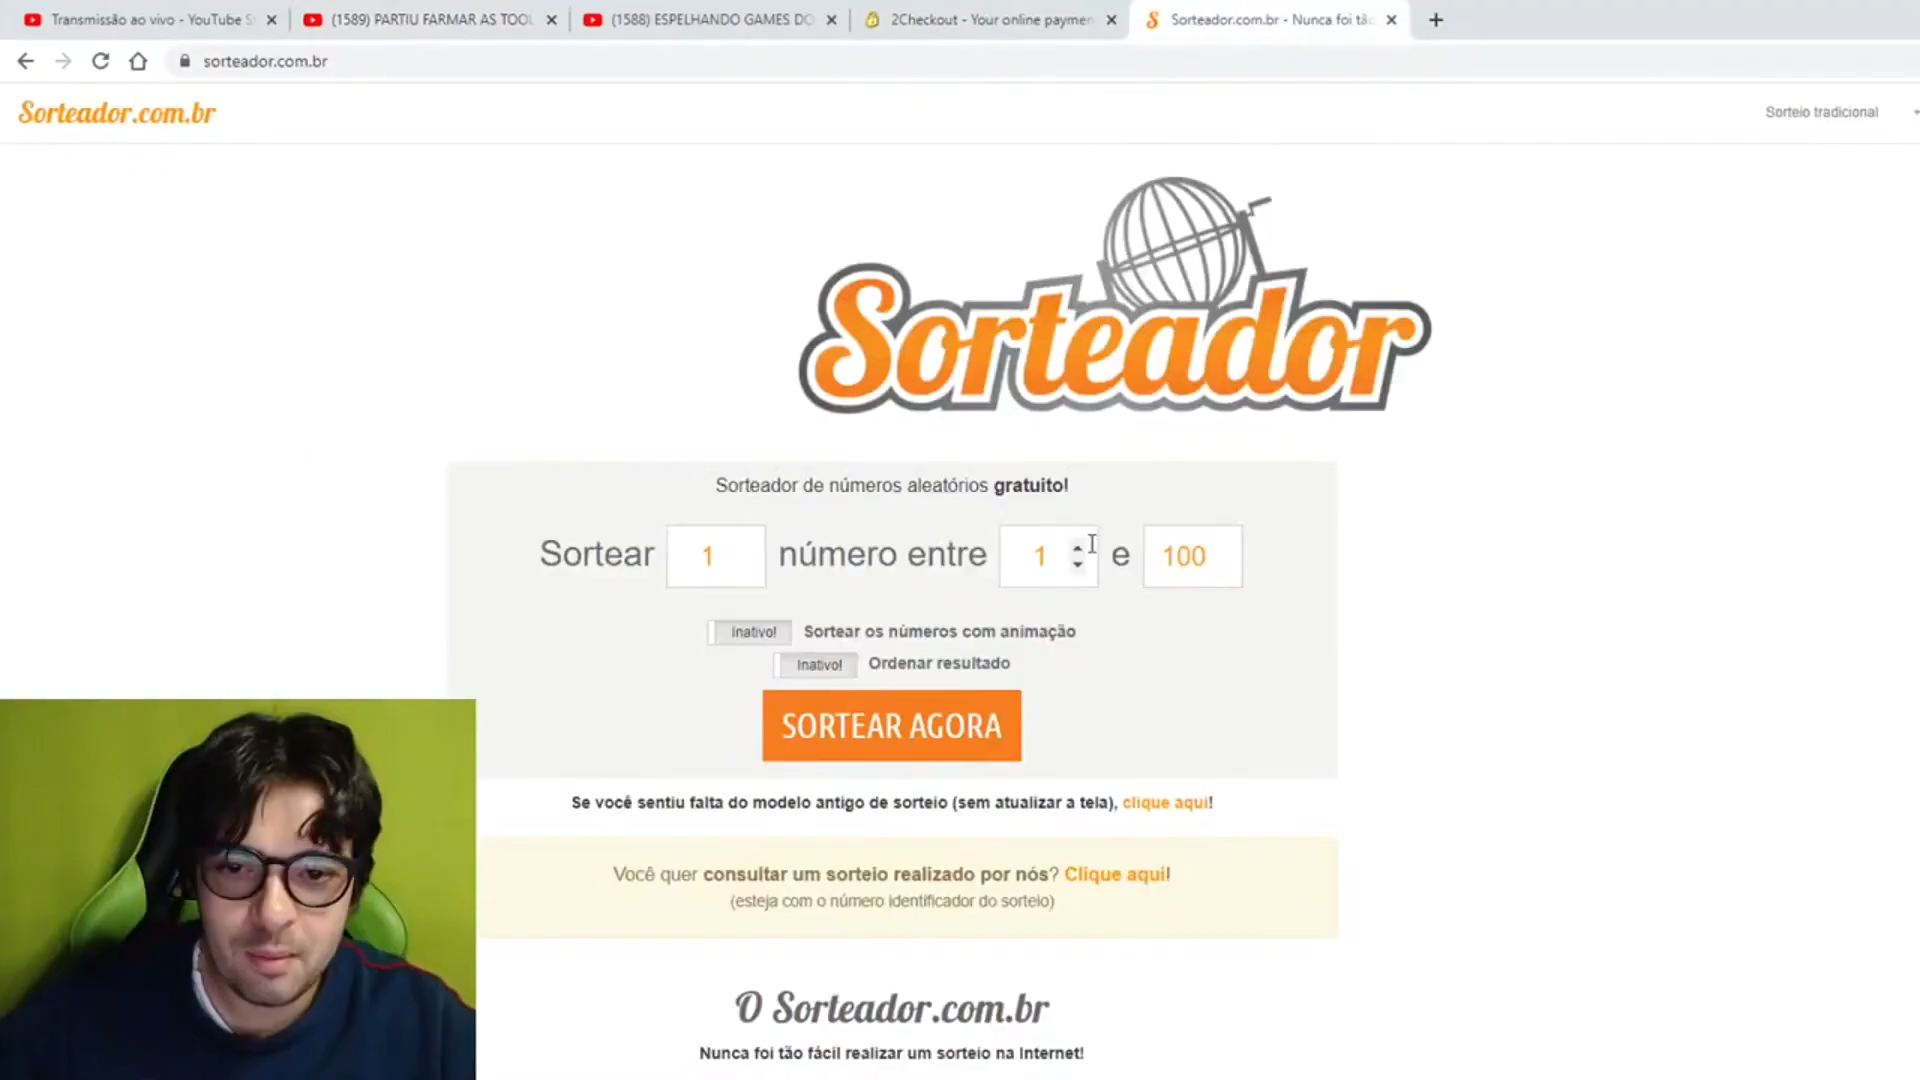 Transmissão ao vivo - YouTube S
(1589) PARTIU FARMAR AS TOOL
(1588) ESPELHANDO GAMES DO
2Checkout - Your online paymen
Sorteador.com.br - Nunca foi tão
sorteador.com.br
Sorteador.com.br
Sorteio tradicional
Sorteador
Sorteador de números aleatórios gratuito!
Sortear 1 número entre 1 e 100
Inativo! Sortear os números com animação
Inativo! Ordenar resultado
SORTEAR AGORA
Se você sentiu falta do modelo antigo de sorteio (sem atualizar a tela), clique aqui!
Você quer consultar um sorteio realizado por nós? Clique aqui!
(esteja com o número identificador do sorteio)
O Sorteador.com.br
Nunca foi tão fácil realizar um sorteio na Internet!